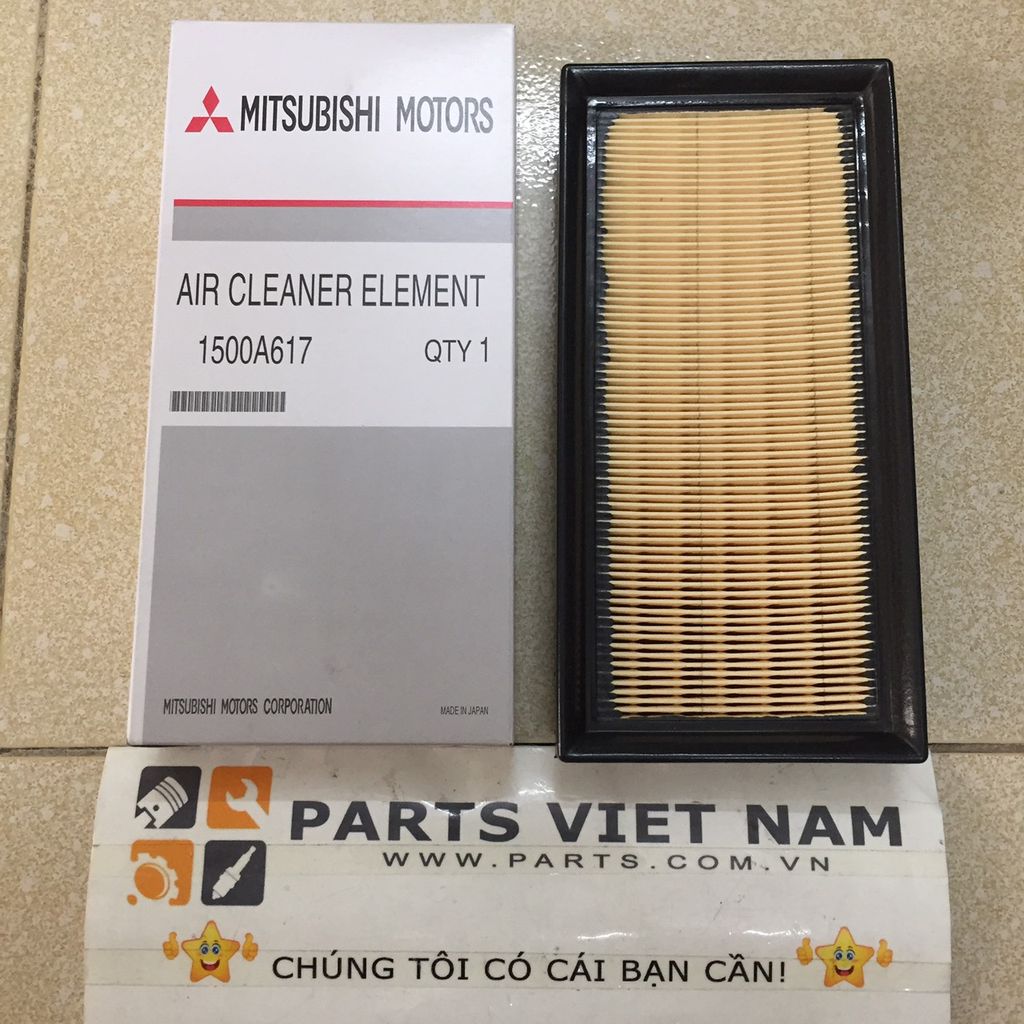 MITSUBISHI MOTORS
AIR CLEANER ELEMENT
1500A617 QTY 1
MITSUBISHI MOTORS CORPORATION MADE IN JAPAN
PARTS VIET NAM
WWW.PARTS.COM.VN
CHÚNG TÔI CÓ CÁI BẠN CẦN!